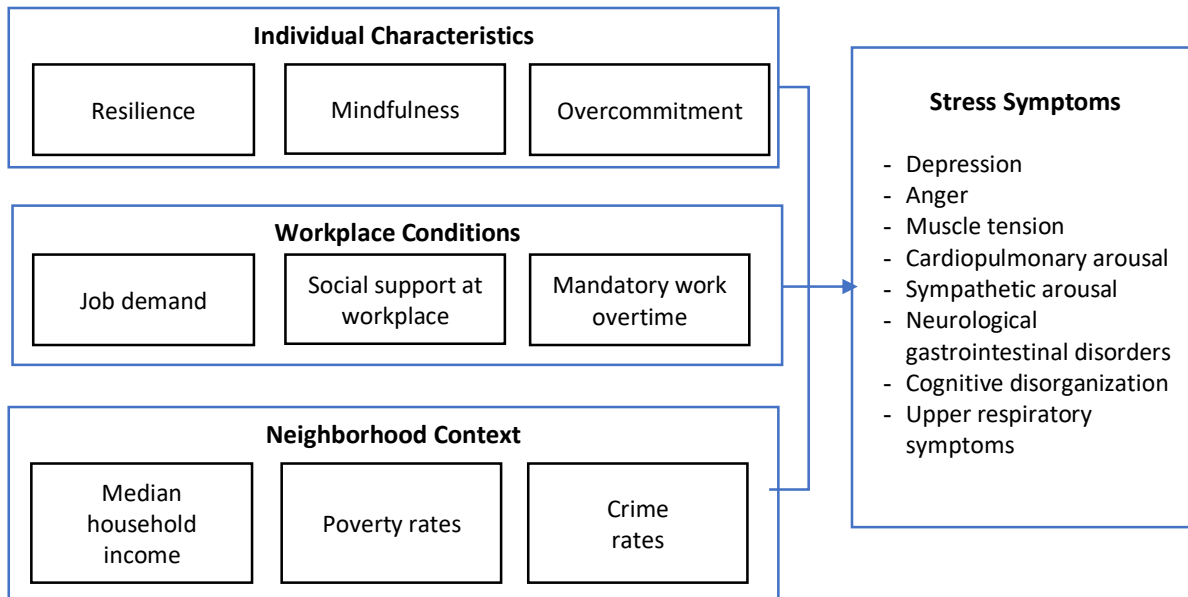 Individual Characteristics
Resilience
Mindfulness
Overcommitment
Workplace Conditions
Job demand
Social support at
workplace
Mandatory work
overtime
Neighborhood Context
Median
household
income
Poverty rates
Crime
rates
Stress Symptoms
- Depression
- Anger
- Muscle tension
- Cardiopulmonary arousal
- Sympathetic arousal
- Neurological
gastrointestinal disorders
- Cognitive disorganization
- Upper respiratory
symptoms